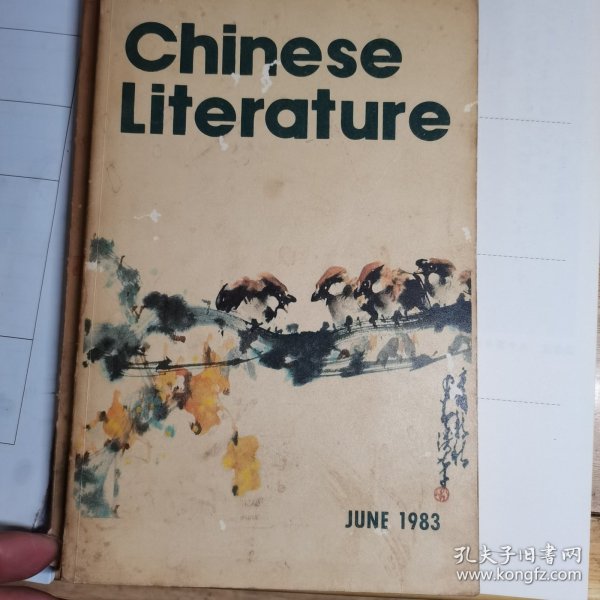 Chinese
Literature
JUNE 1983
孔夫子旧书网
www.kongfz.com